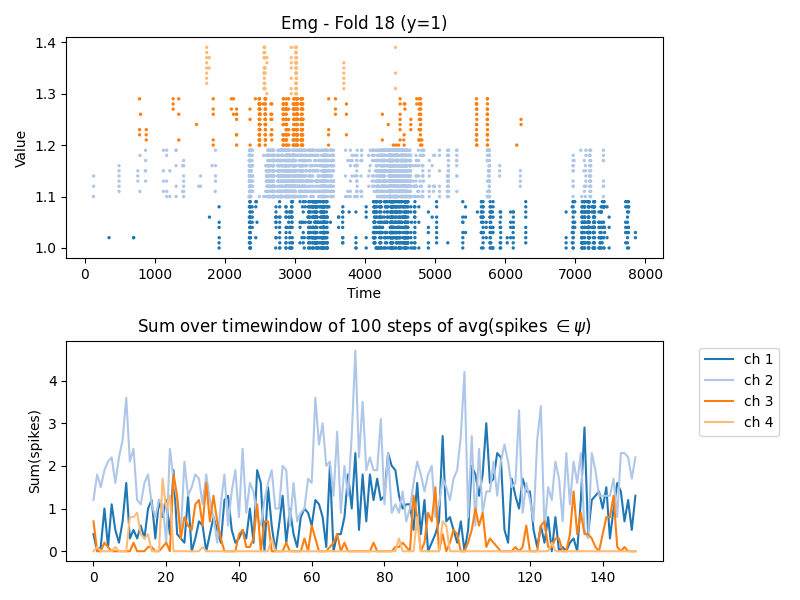 Emg - Fold 18 (y=1)
Value
1.4
1.3
1.2
1.1
1.0
0 1000 2000 3000 4000 5000 6000 7000 8000
Time
Sum over timewindow of 100 steps of avg(spikes ∈ ψ)
Sum(spikes)
4
3
2
1
0
0 20 40 60 80 100 120 140
ch 1
ch 2
ch 3
ch 4